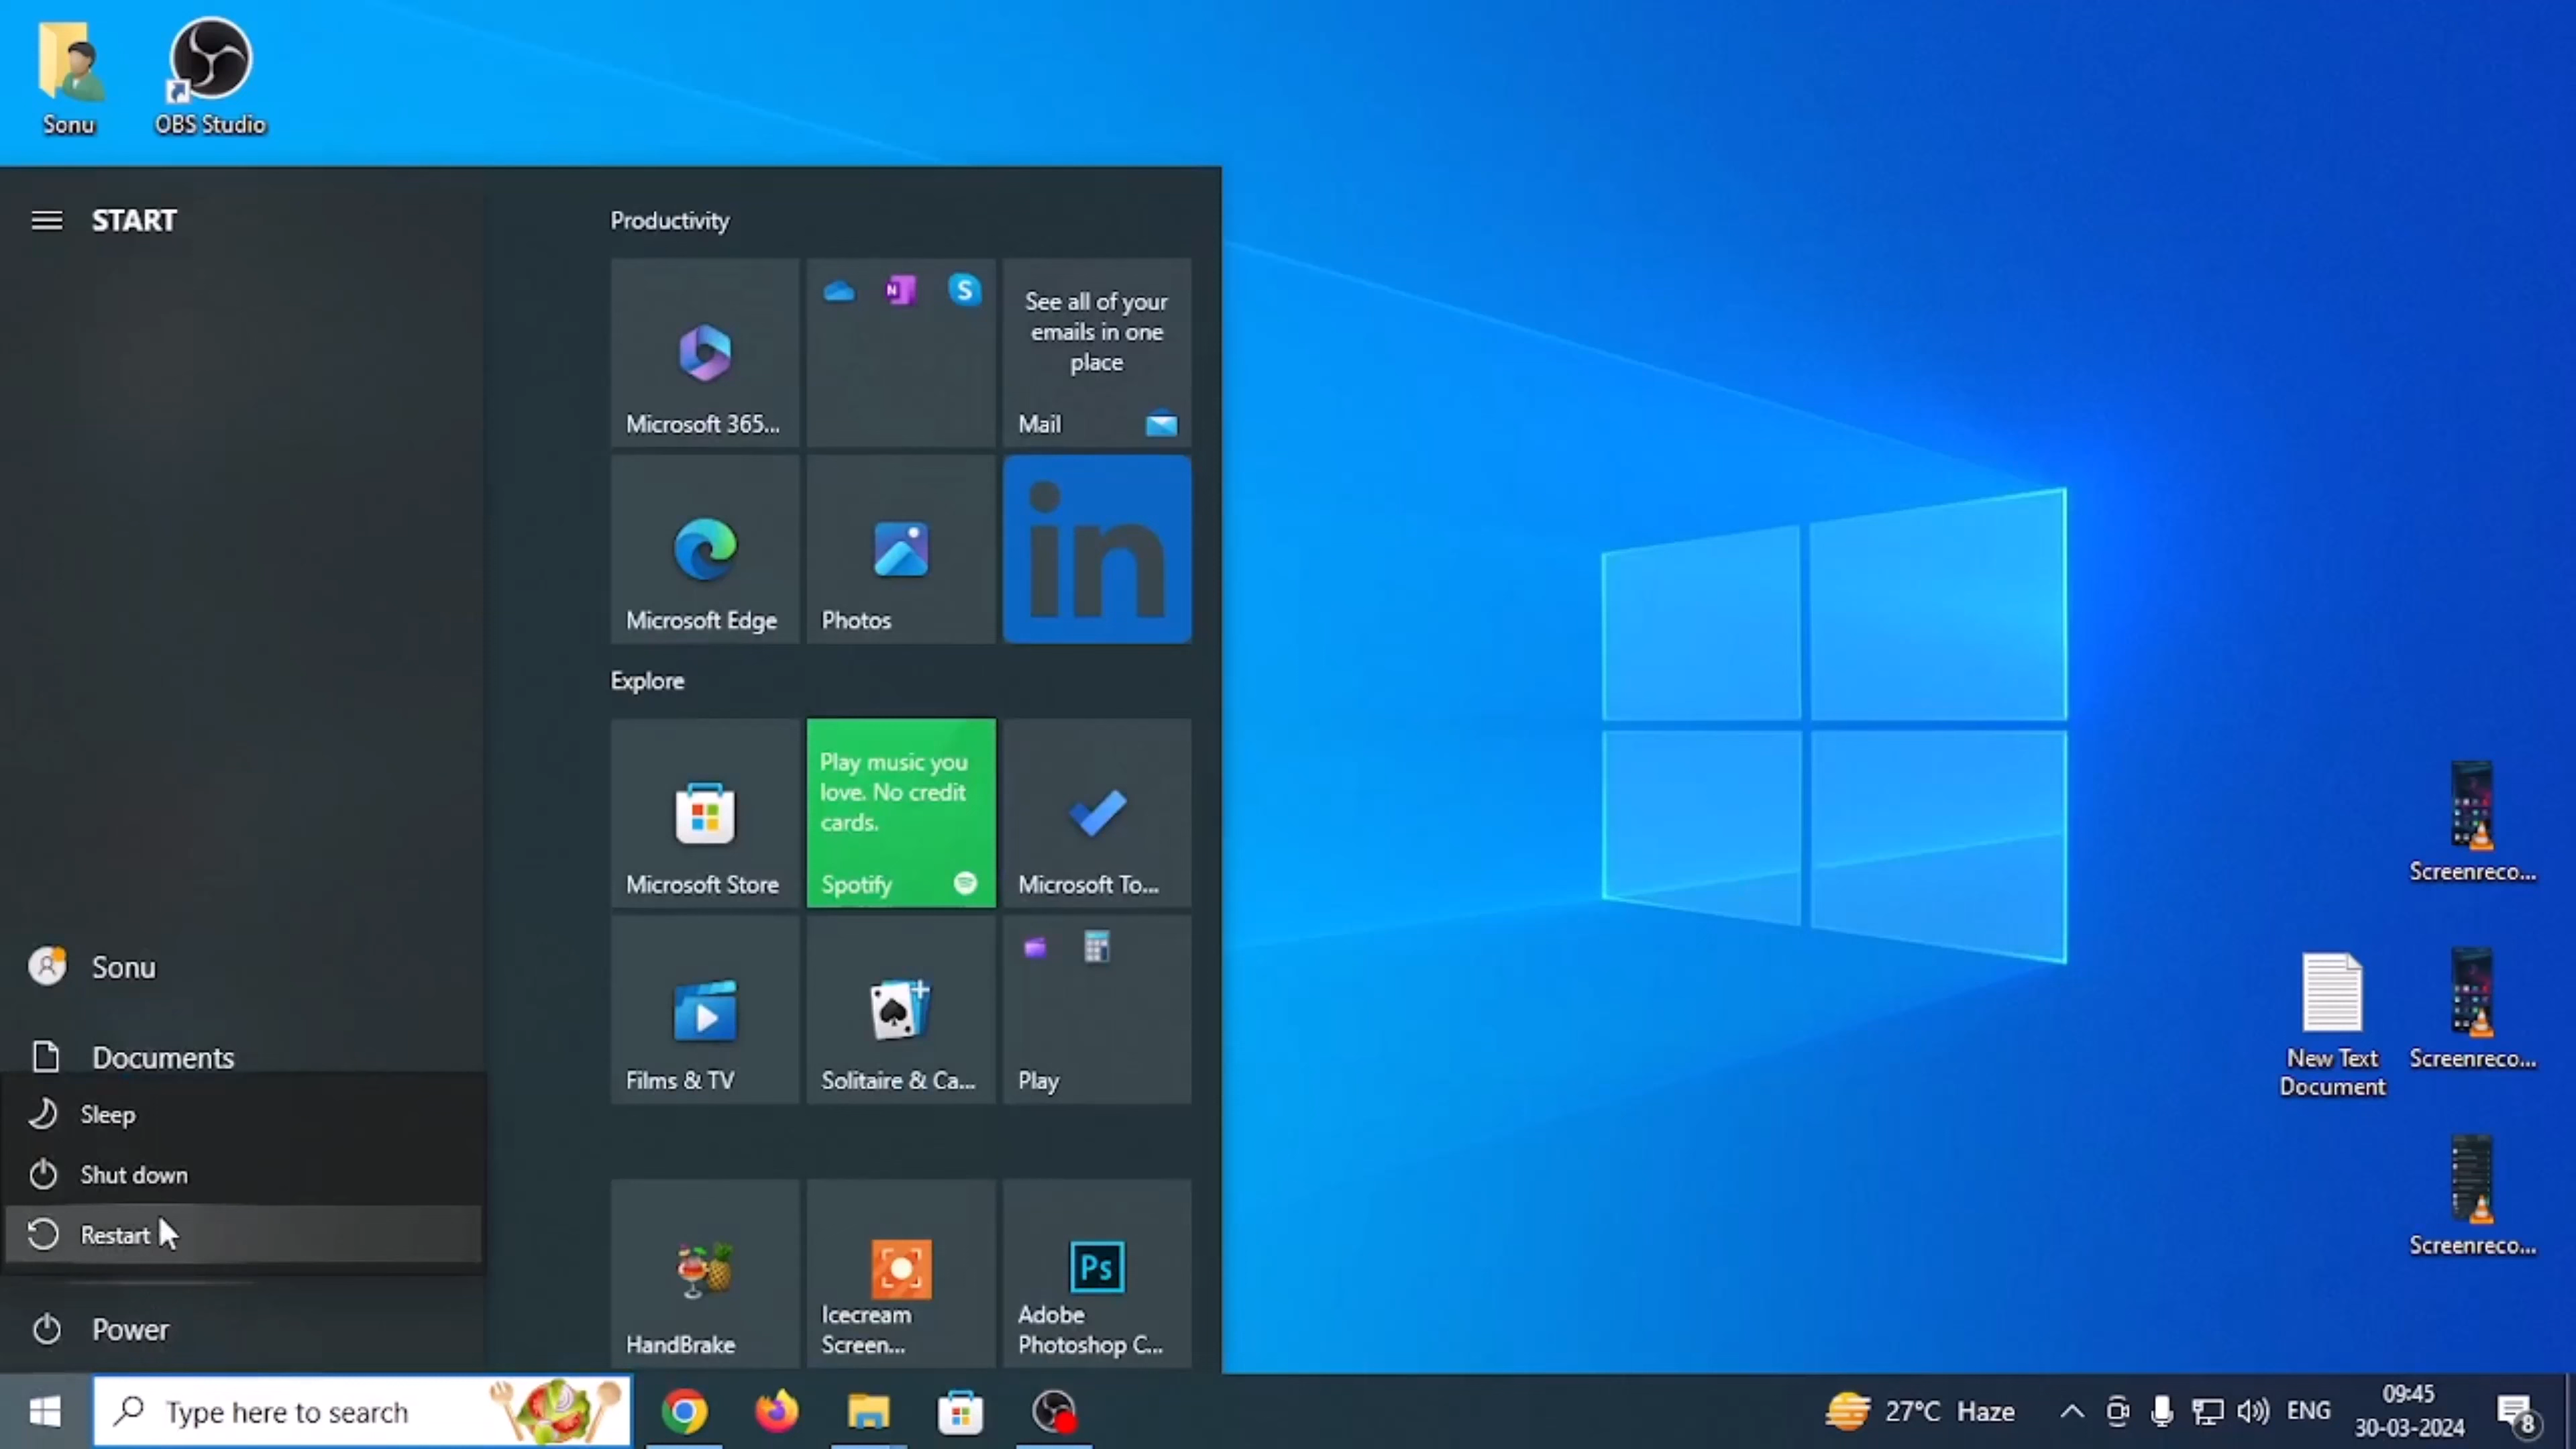 Sonu
OBS Studio
START
Productivity
Microsoft 365...
N
S
See all of your
emails in one
place
Mail
Microsoft Edge
Photos
in
Explore
Microsoft Store
Play music you
love. No credit
cards.
Spotify
Microsoft To...
Films & TV
Solitaire & Ca...
Play
HandBrake
Icecream
Screen...
Ps
Adobe
Photoshop C...
Sonu
Documents
Sleep
Shut down
Restart
Power
Screenreco...
New Text
Document
Screenreco...
Screenreco...
Type here to search
27°C Haze
ENG
09:45
30-03-2024
8